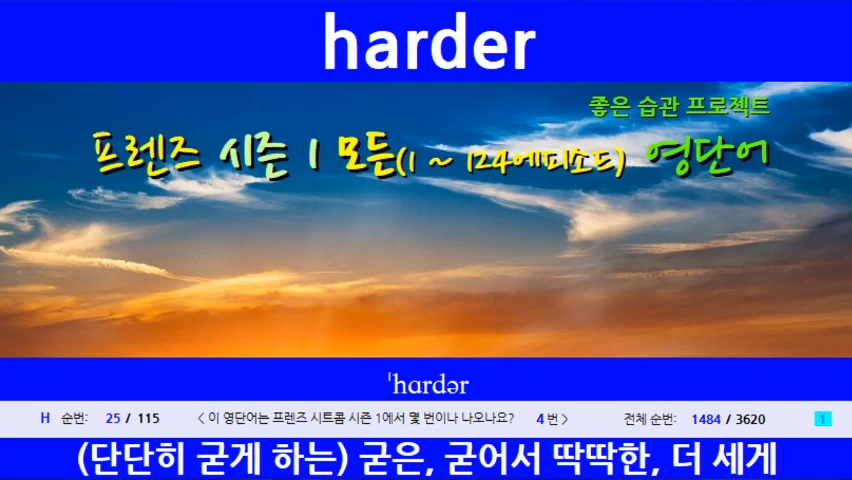 harder
좋은 습관 프로젝트
프렌즈 시즌 1 모든(1 ~ 124에피소드) 영단어
ˈhɑrdər
H 순번: 25 / 115 < 이 영단어는 프렌즈 시트콤 시즌 1에서 몇 번이나 나오나요? 4번 > 전체 순번: 1484 / 3620 1
(단단히 굳게 하는) 굳은, 굳어서 딱딱한, 더 세게